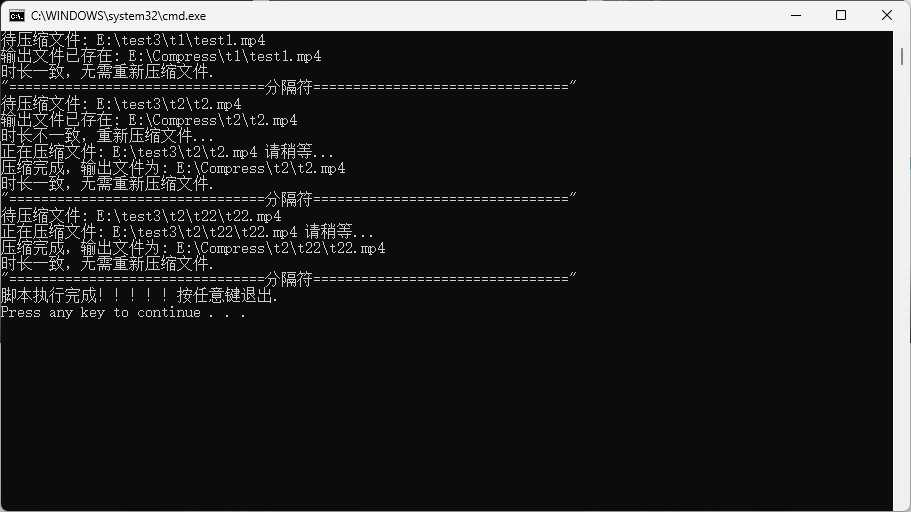 C:\WINDOWS\system32\cmd.exe
待压缩文件: E:\test3\t1\test1.mp4
输出文件已存在: E:\Compress\t1\test1.mp4
时长一致，无需重新压缩文件.
"================================分隔符================================"
待压缩文件: E:\test3\t2\t2.mp4
输出文件已存在: E:\Compress\t2\t2.mp4
时长不一致，重新压缩文件...
正在压缩文件: E:\test3\t2\t2.mp4 请稍等...
压缩完成，输出文件为: E:\Compress\t2\t2.mp4
时长一致，无需重新压缩文件.
"================================分隔符================================"
待压缩文件: E:\test3\t2\t22\t22.mp4
正在压缩文件: E:\test3\t2\t22\t22.mp4 请稍等...
压缩完成，输出文件为: E:\Compress\t2\t22\t22.mp4
时长一致，无需重新压缩文件.
"================================分隔符================================"
脚本执行完成！！！！！按任意键退出.
Press any key to continue . . .